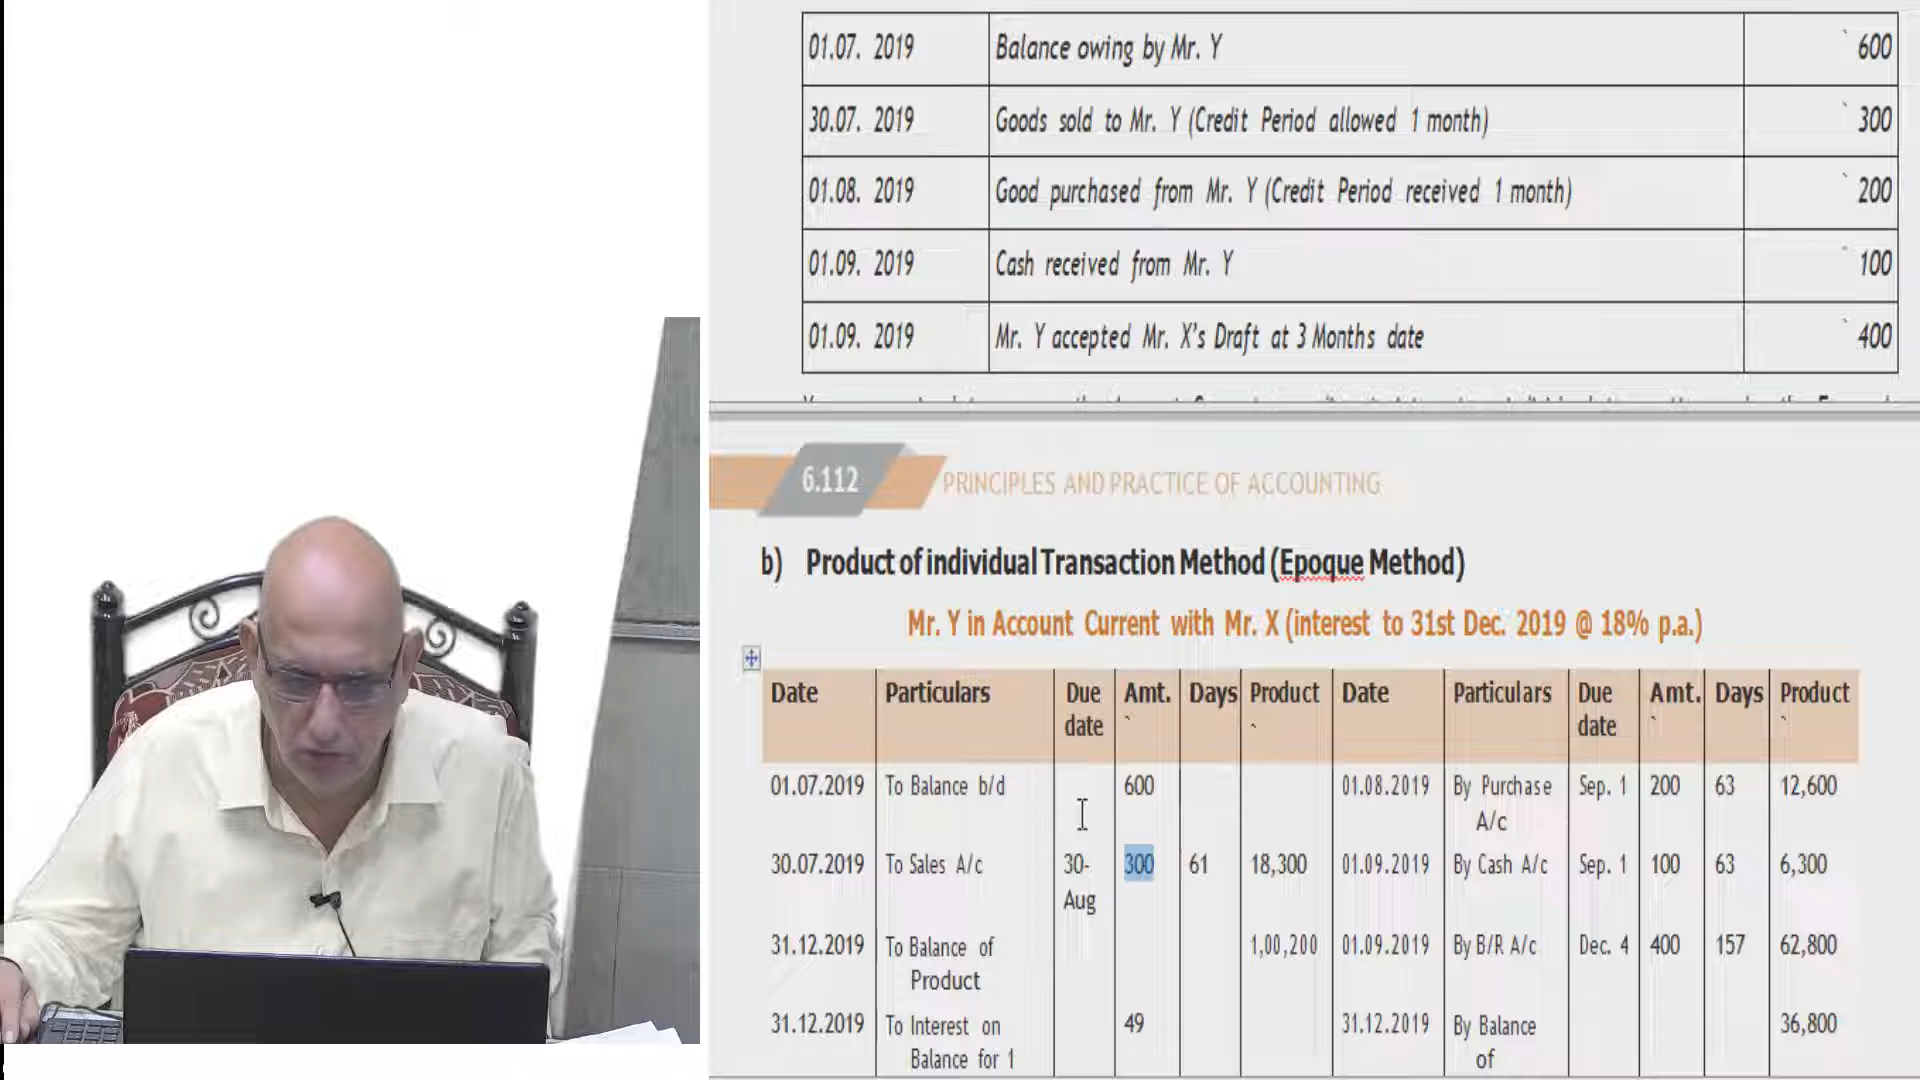 01.07. 2019 Balance owing by Mr. Y ` 600
30.07. 2019 Goods sold to Mr. Y (Credit Period allowed 1 month) ` 300
01.08. 2019 Good purchased from Mr. Y (Credit Period received 1 month) ` 200
01.09. 2019 Cash received from Mr. Y ` 100
01.09. 2019 Mr. Y accepted Mr. X's Draft at 3 Months date ` 400
6.112 PRINCIPLES AND PRACTICE OF ACCOUNTING
b) Product of individual Transaction Method (Epoque Method)
Mr. Y in Account Current with Mr. X (interest to 31st Dec. 2019 @ 18% p.a.)
Date Particulars Due Amt. Days Product Date Particulars Due Amt. Days Product
date ` ` date ` `
01.07.2019 To Balance b/d 600 01.08.2019 By Purchase Sep. 1 200 63 12,600
A/c
30.07.2019 To Sales A/c 30- 300 61 18,300 01.09.2019 By Cash A/c Sep. 1 100 63 6,300
Aug
31.12.2019 To Balance of 1,00,200 01.09.2019 By B/R A/c Dec. 4 400 157 62,800
Product
31.12.2019 To Interest on 49 31.12.2019 By Balance 36,800
Balance for 1 of